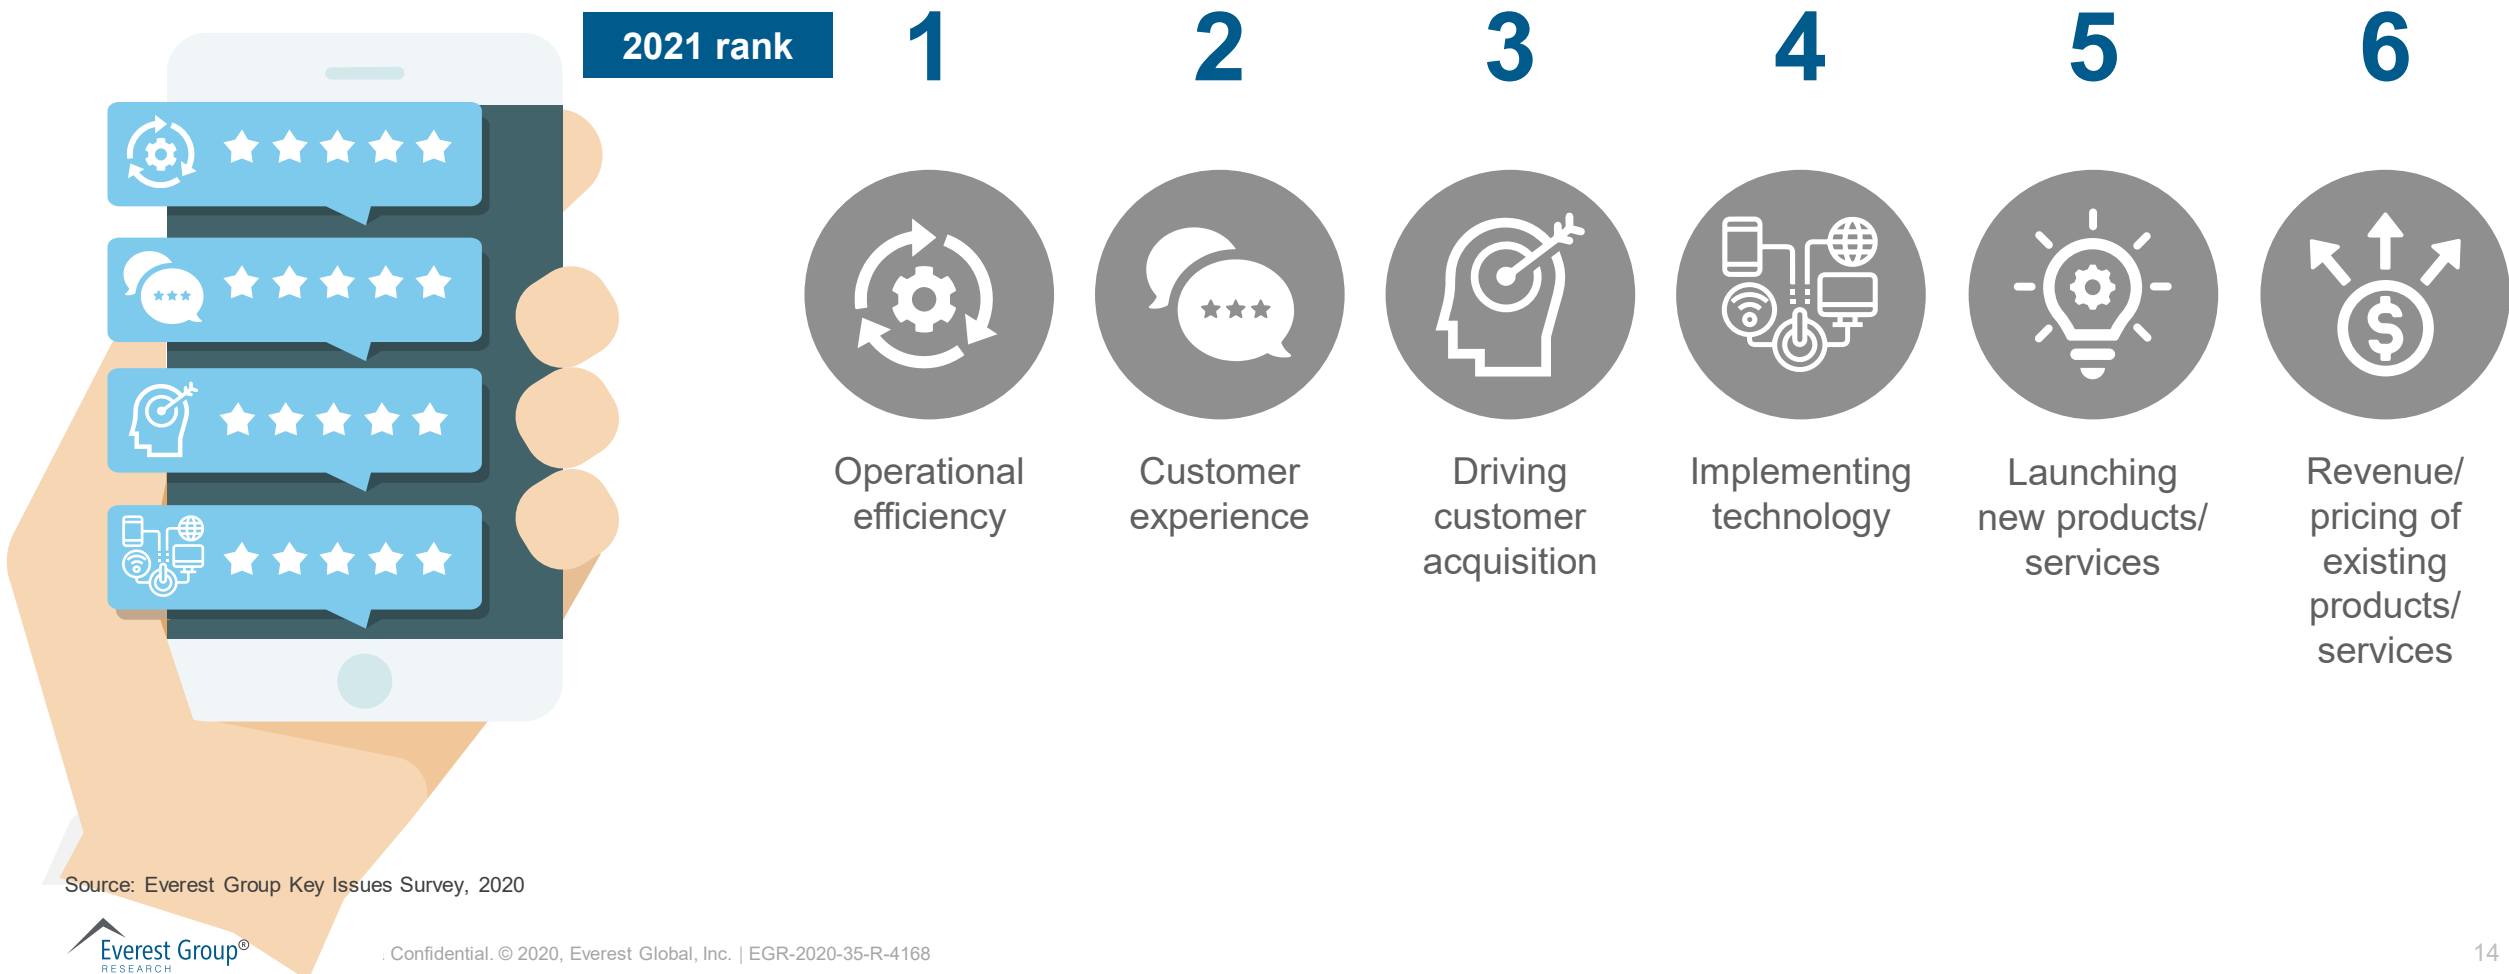 2021 rank
1
2
3
4
5
6
Operational
efficiency
Customer
experience
Driving
customer
acquisition
Implementing
technology
Launching
new products/
services
Revenue/
pricing of
existing
products/
services
Source: Everest Group Key Issues Survey, 2020
Everest Group®
RESEARCH
Confidential. © 2020, Everest Global, Inc. | EGR-2020-35-R-4168
14